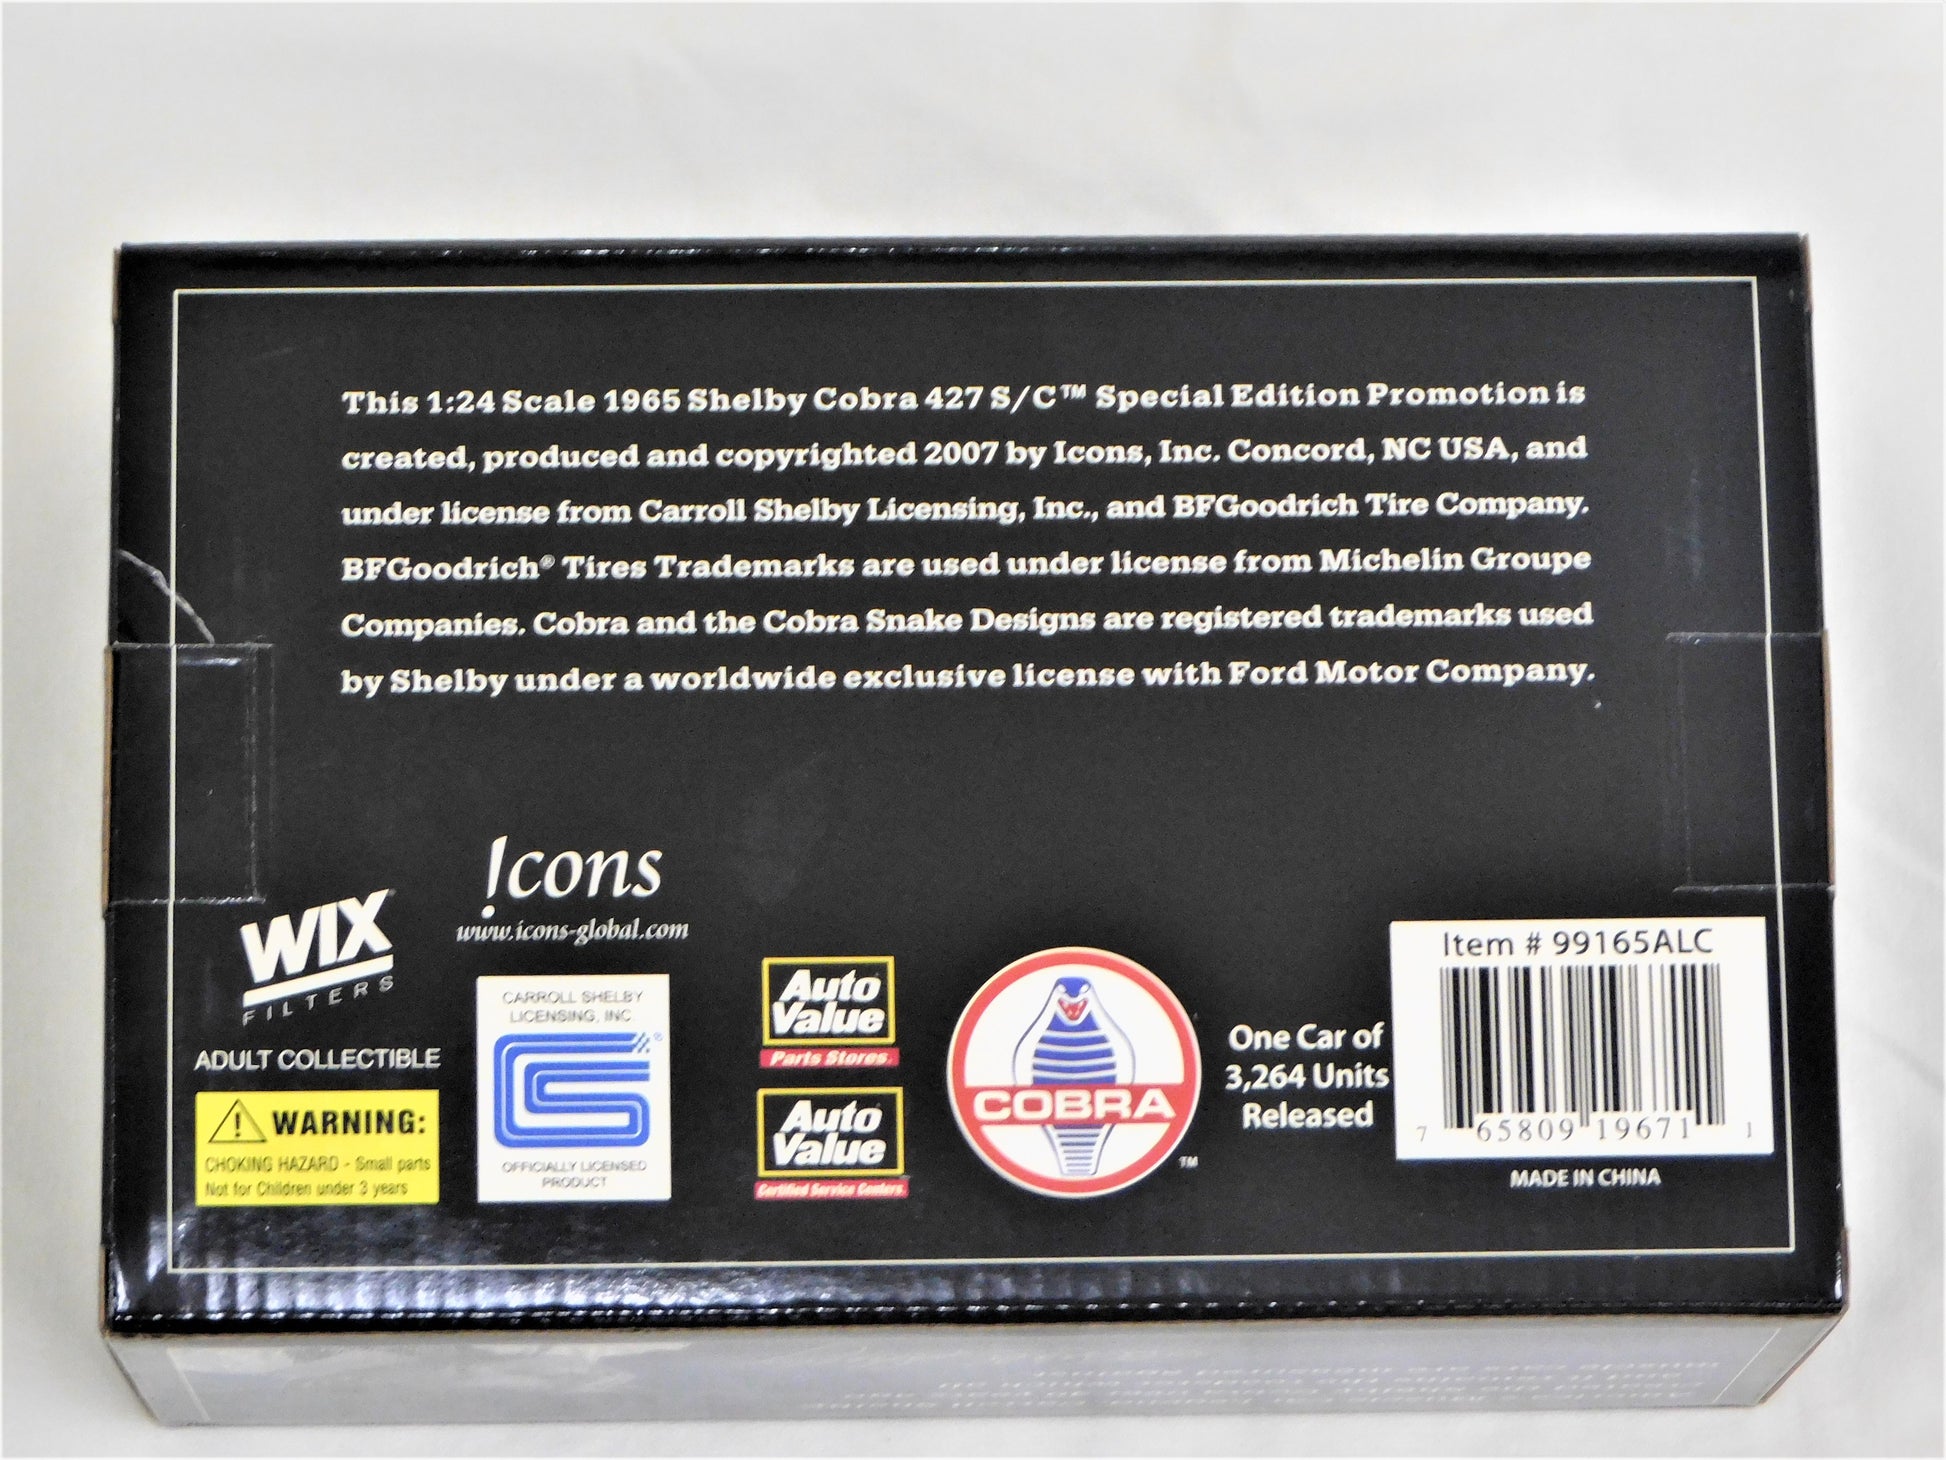 This 1:24 Scale 1965 Shelby Cobra 427 S/C™ Special Edition Promotion is
created, produced and copyrighted 2007 by Icons, Inc. Concord, NC USA, and
under license from Carroll Shelby Licensing, Inc., and BFGoodrich Tire Company.
BFGoodrich® Tires Trademarks are used under license from Michelin Groupe
Companies. Cobra and the Cobra Snake Designs are registered trademarks used
by Shelby under a worldwide exclusive license with Ford Motor Company.
WIX
FILTERS
ADULT COLLECTIBLE
WARNING:
CHOKING HAZARD - Small parts
Not for Children under 3 years
!cons
www.icons-global.com
CARROLL SHELBY
LICENSING, INC.
OFFICIALLY LICENSED
PRODUCT
Auto
Value
Parts Stores
Auto
Value
Certified Service Centers
COBRA
™
One Car of
3,264 Units
Released
Item # 99165ALC
7 65809 19671 1
MADE IN CHINA